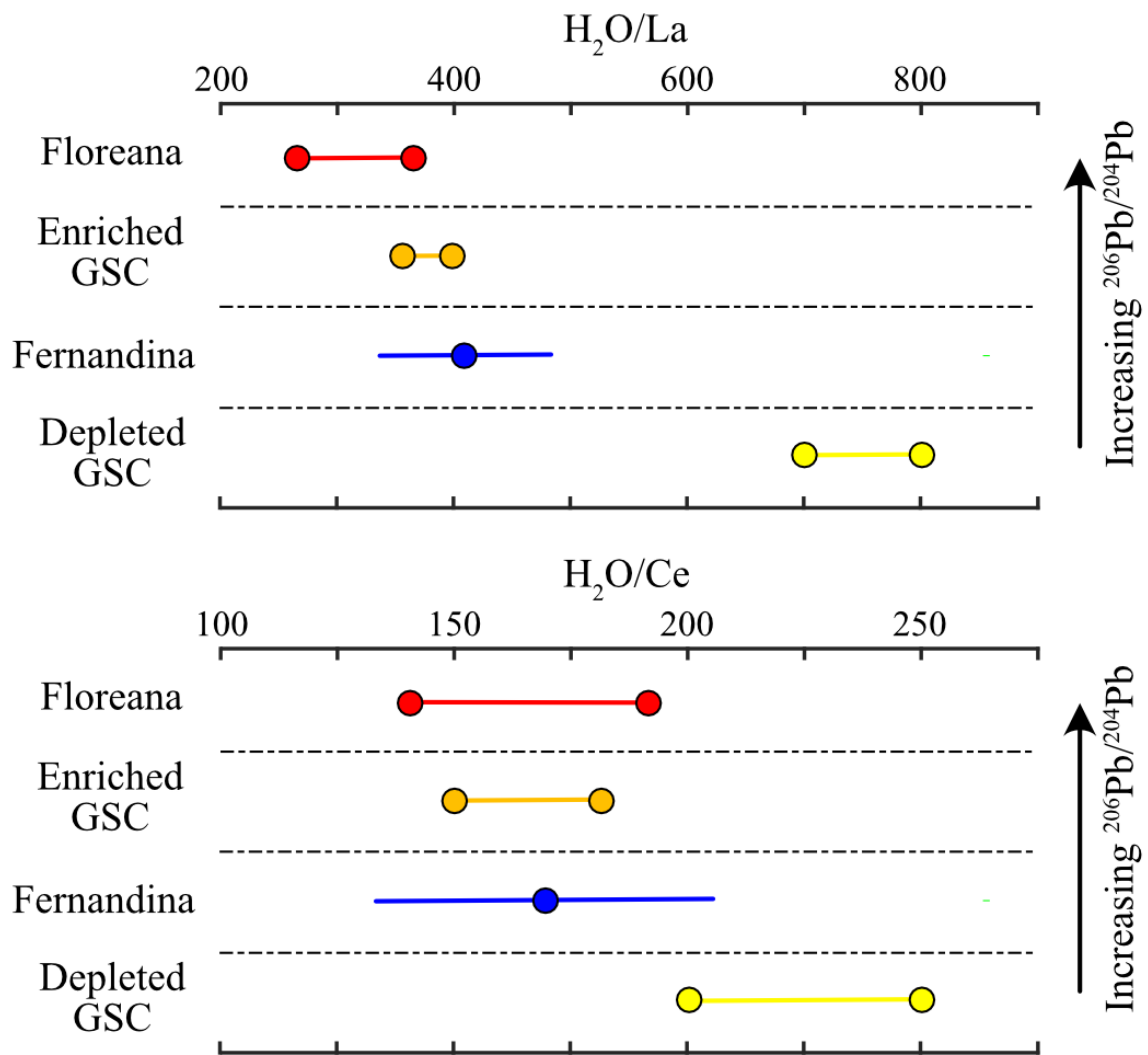 H₂O/La
200 400 600 800
Floreana
Enriched
GSC
Fernandina
Depleted
GSC
Increasing ²⁰⁶Pb/²⁰⁴Pb
H₂O/Ce
100 150 200 250
Floreana
Enriched
GSC
Fernandina
Depleted
GSC
Increasing ²⁰⁶Pb/²⁰⁴Pb